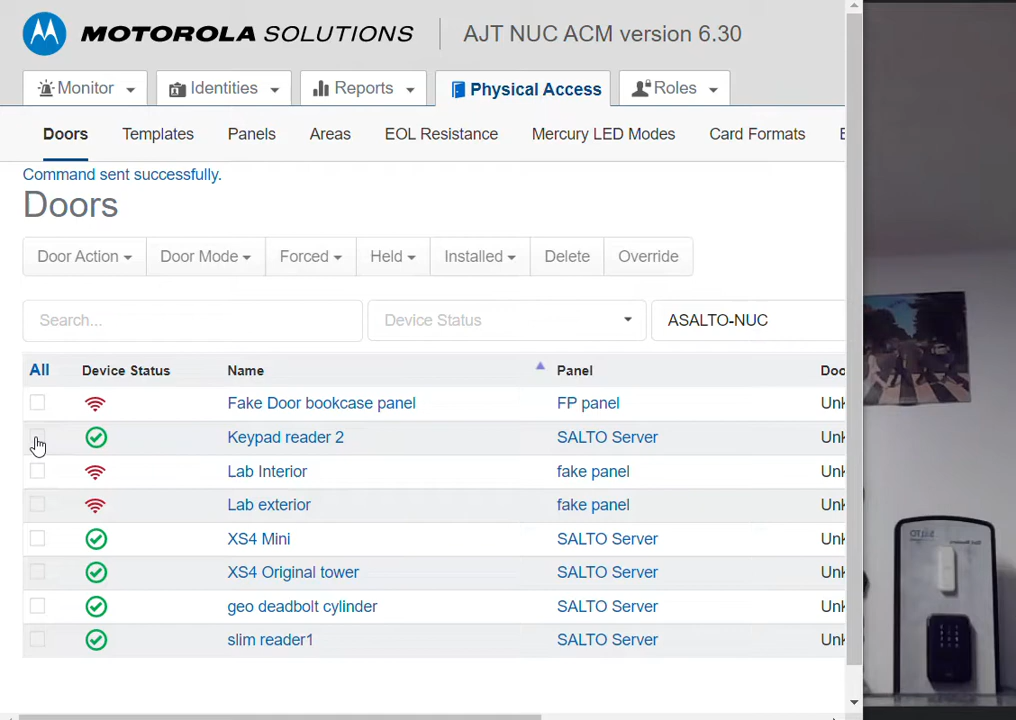 MOTOROLA SOLUTIONS AJT NUC ACM version 6.30
Monitor Identities Reports Physical Access Roles
Doors Templates Panels Areas EOL Resistance Mercury LED Modes Card Formats E
Command sent successfully.
Doors
Door Action Door Mode Forced Held Installed Delete Override
Search... Device Status ASALTO-NUC
All Device Status Name Panel Doo
Fake Door bookcase panel FP panel Unk
Keypad reader 2 SALTO Server Unk
Lab Interior fake panel Unk
Lab exterior fake panel Unk
XS4 Mini SALTO Server Unk
XS4 Original tower SALTO Server Unk
geo deadbolt cylinder SALTO Server Unk
slim reader1 SALTO Server Unk
SALTO